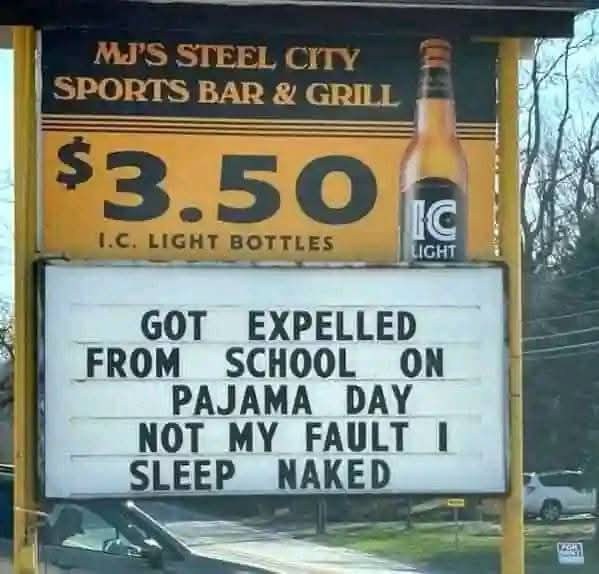 MJ'S STEEL CITY
SPORTS BAR & GRILL
$3.50
I.C. LIGHT BOTTLES
IC
LIGHT
GOT EXPELLED
FROM SCHOOL ON
PAJAMA DAY
NOT MY FAULT I
SLEEP NAKED
FOR